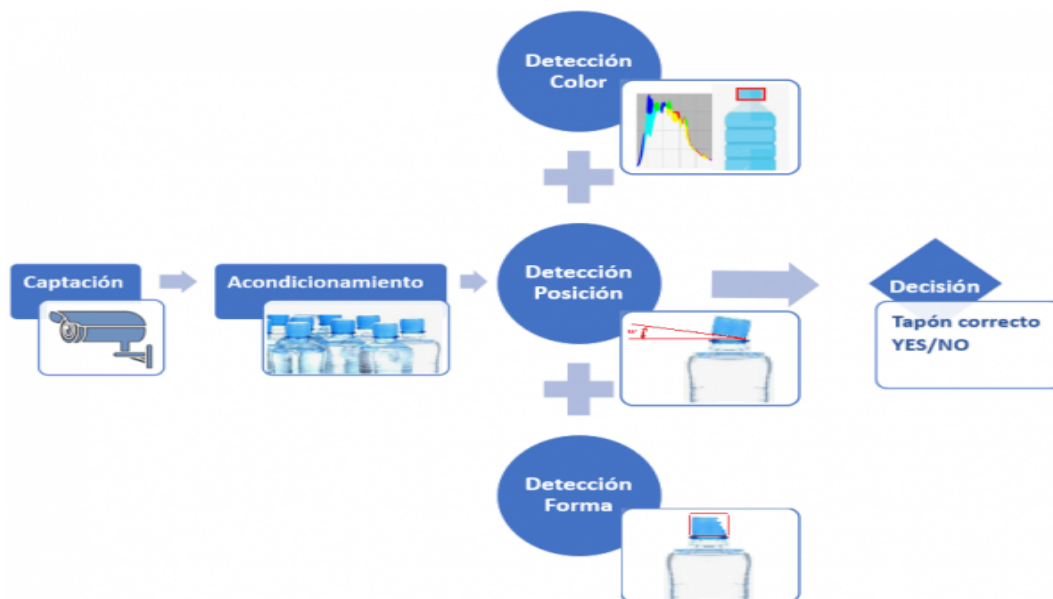 Detección
Color
Captación
Acondicionamiento
Detección
Posición
Decisión
Tapón correcto
YES/NO
Detección
Forma